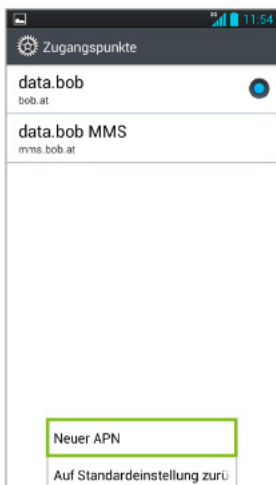 11:54
Zugangspunkte
data.bob
bob.at
data.bob MMS
mms.bob.at
Neuer APN
Auf Standardeinstellung zurü